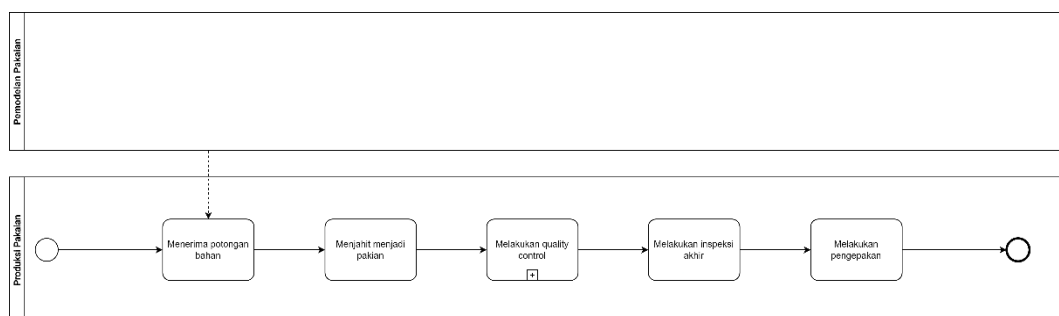 Pemodelan Pakaian
Produksi Pakaian
Menerima potongan
bahan
Menjahit menjadi
pakian
Melakukan quality
control
Melakukan inspeksi
akhir
Melakukan
pengepakan